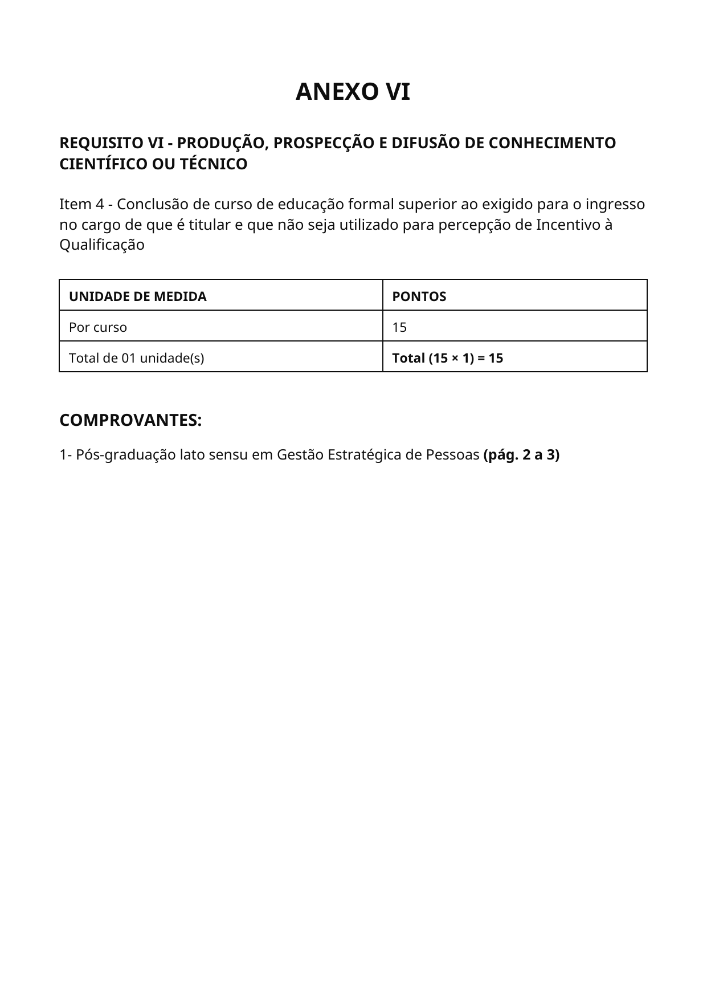 ANEXO VI
REQUISITO VI - PRODUÇÃO, PROSPECÇÃO E DIFUSÃO DE CONHECIMENTO
CIENTÍFICO OU TÉCNICO
Item 4 - Conclusão de curso de educação formal superior ao exigido para o ingresso
no cargo de que é titular e que não seja utilizado para percepção de Incentivo à
Qualificação
UNIDADE DE MEDIDA PONTOS
Por curso 15
Total de 01 unidade(s) Total (15 × 1) = 15
COMPROVANTES:
1- Pós-graduação lato sensu em Gestão Estratégica de Pessoas (pág. 2 a 3)